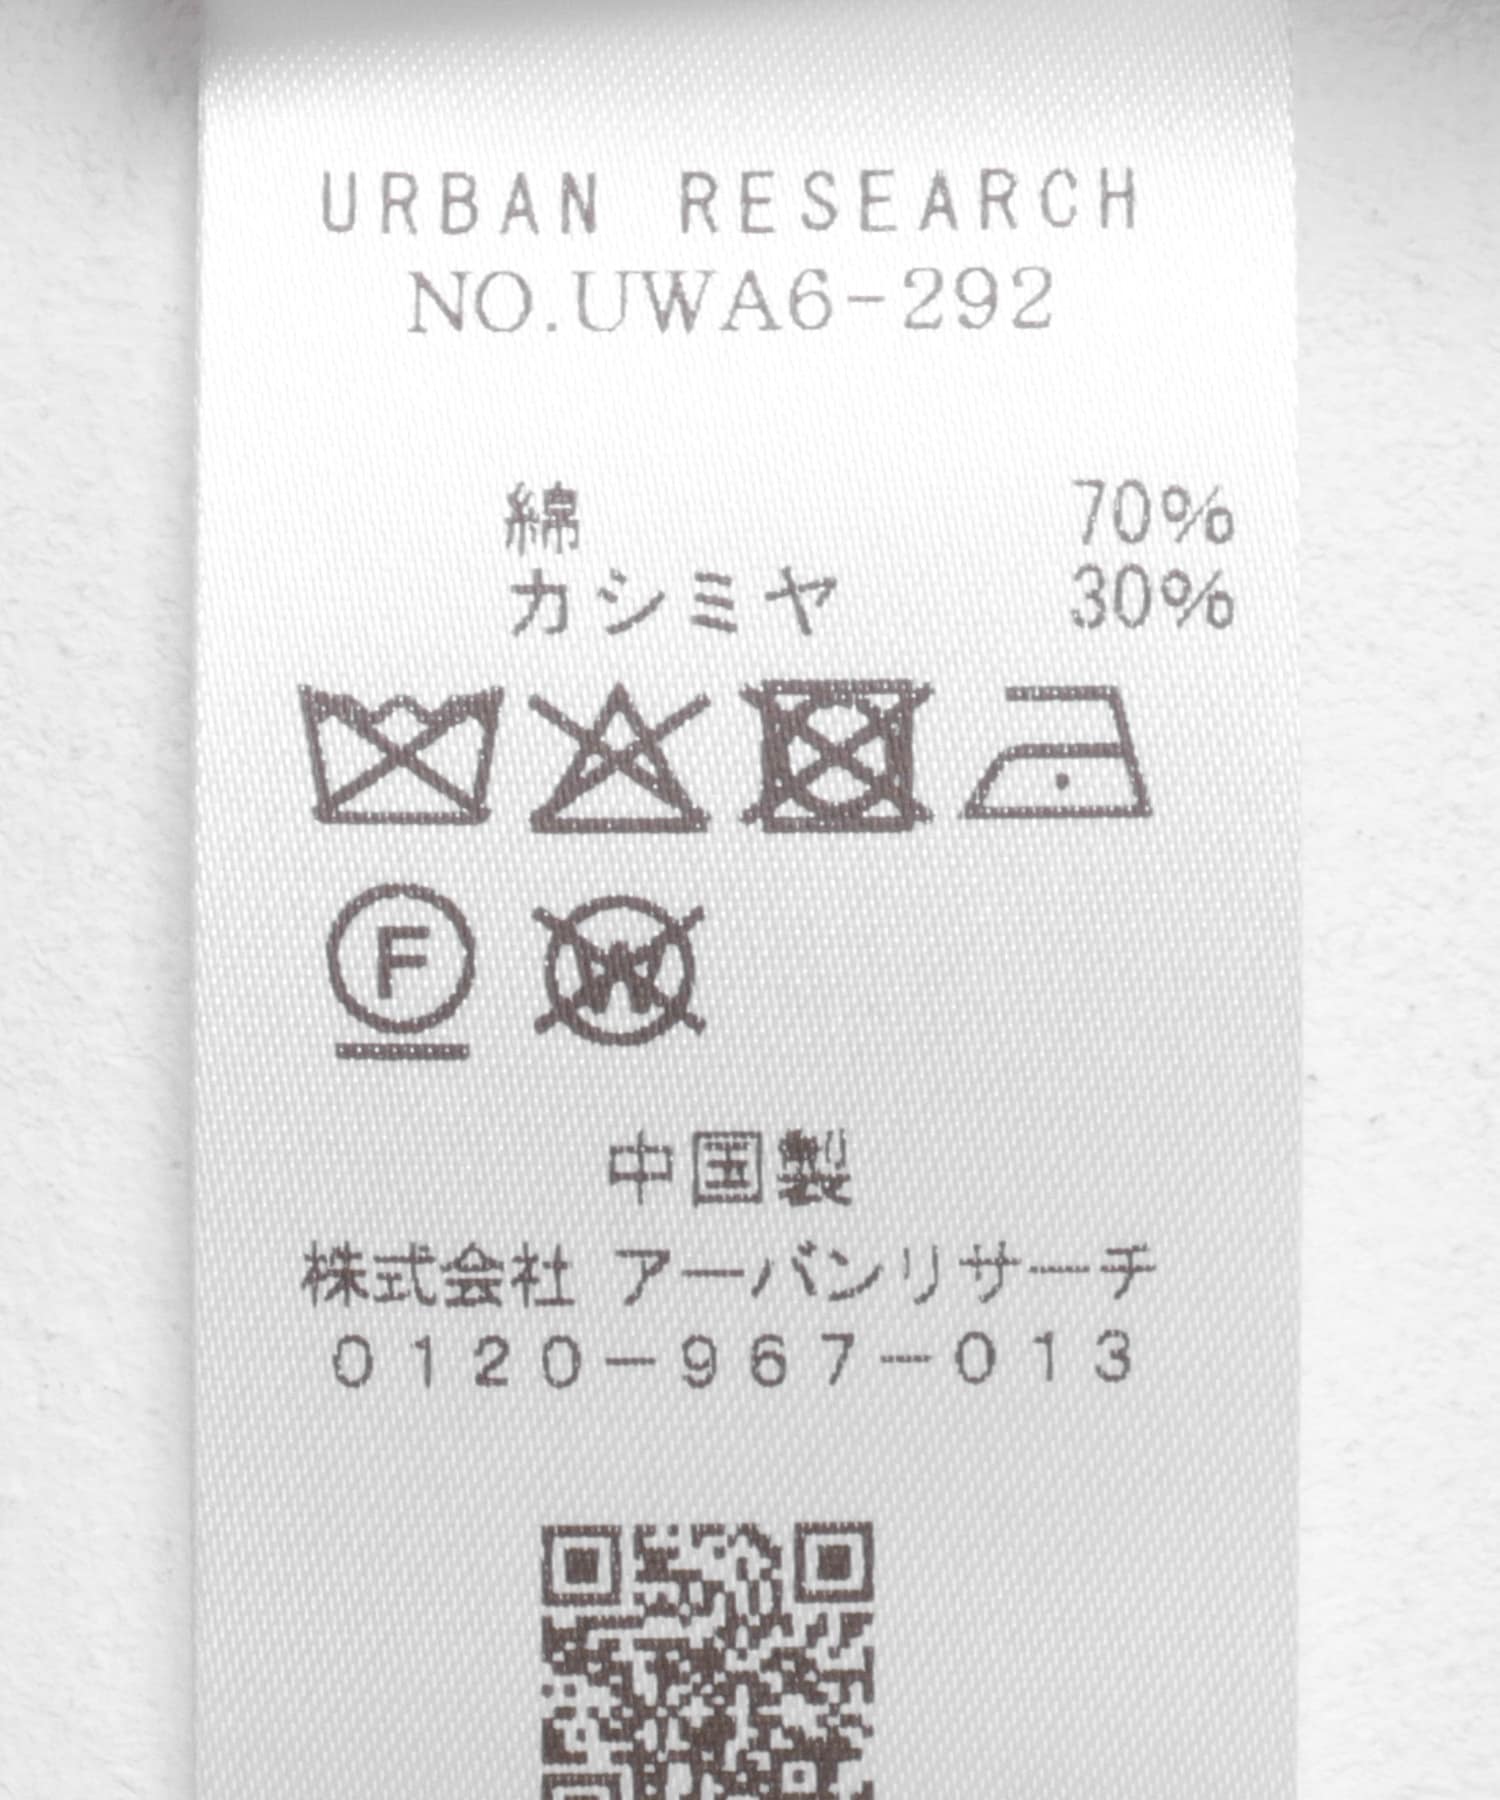 URBAN RESEARCH
NO.UWA6-292
綿 70%
カシミヤ 30%
F
W
中国製
株式会社 アーバンリサーチ
0120-967-013